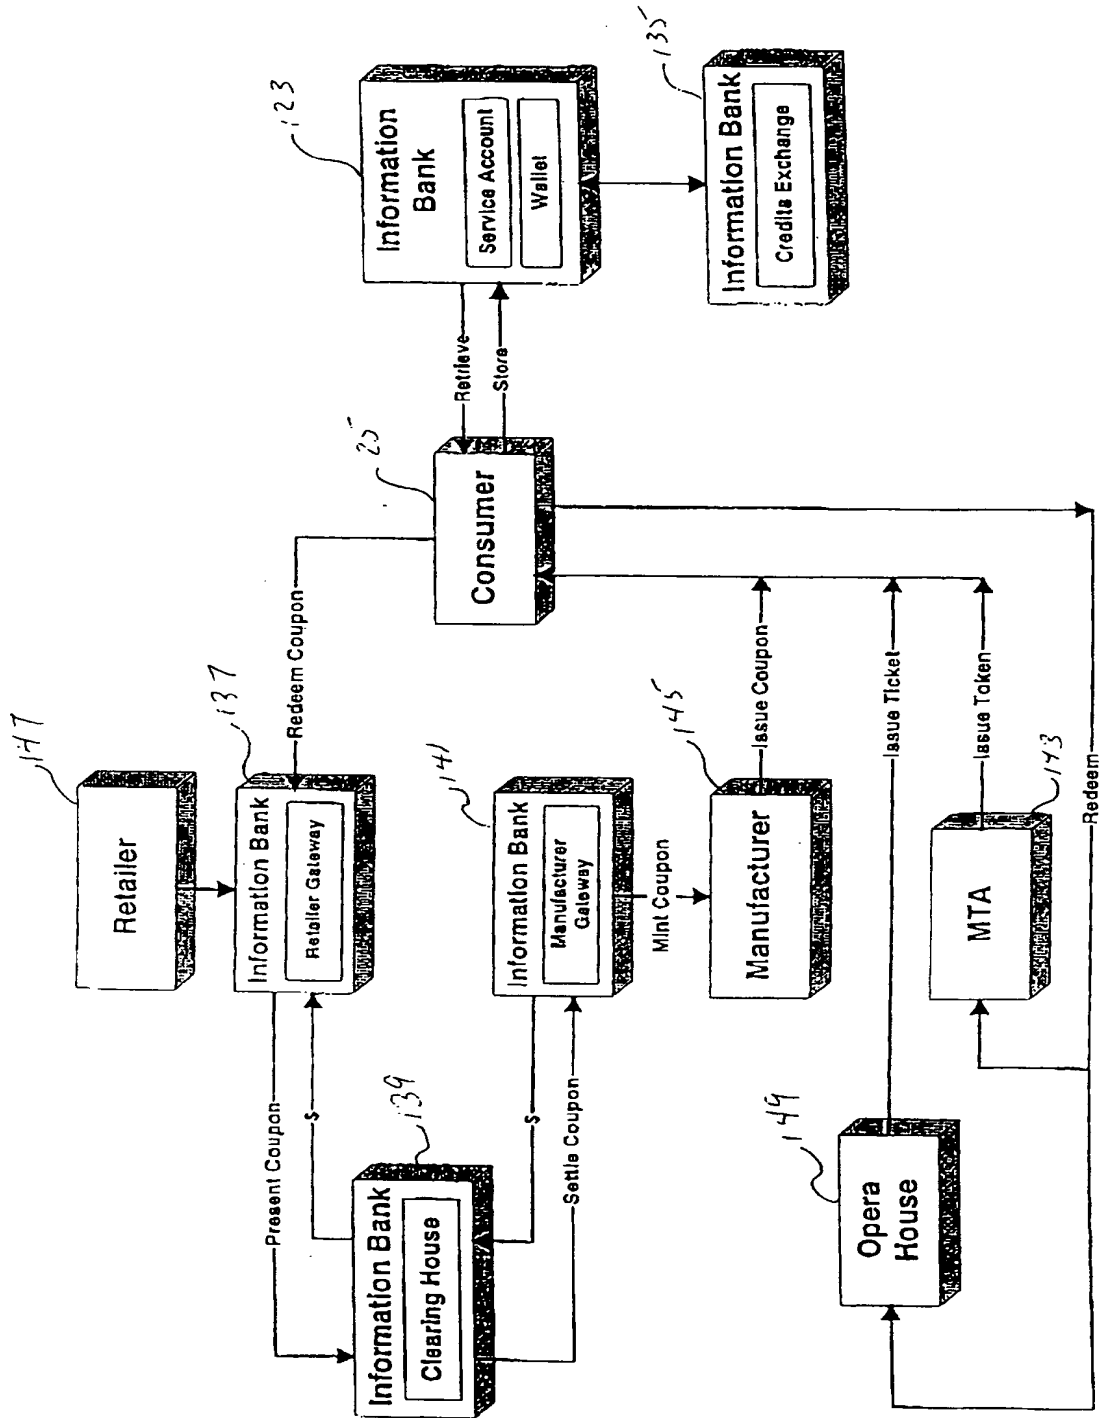 147
Retailer
137
Information Bank
Retailer Gateway
Redeem Coupon
Present Coupon
$
139
Information Bank
Clearing House
$
Settle Coupon
141
Information Bank
Manufacturer
Gateway
Mint Coupon
145
Manufacturer
Issue Coupon
25
Consumer
Retrieve
Store
123
Information
Bank
Service Account
Wallet
135
Information Bank
Credits Exchange
149
Opera
House
Issue Ticket
MTA
143
Issue Token
Redeem